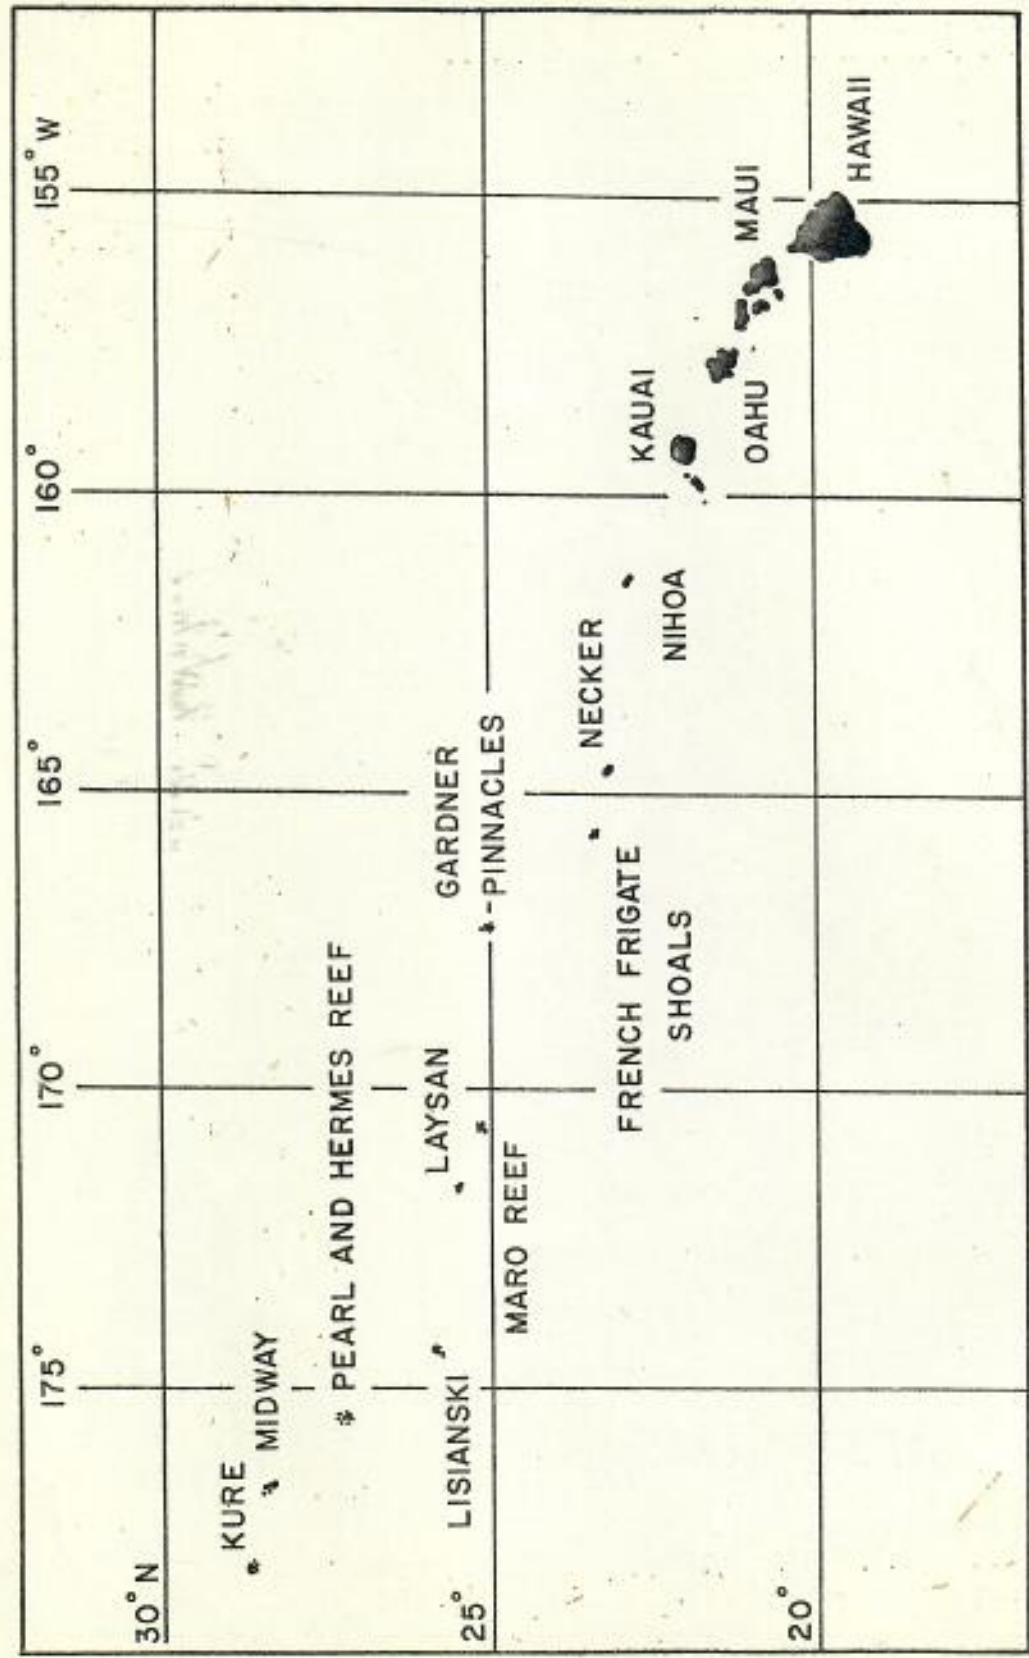 175°
170°
165°
160°
155° W
30° N
KURE
MIDWAY
PEARL AND HERMES REEF
LISIANSKI
LAYSAN
25°
MARO REEF
GARDNER
PINNACLES
FRENCH FRIGATE
SHOALS
NECKER
NIHOA
KAUAI
OAHU
MAUI
20°
HAWAII